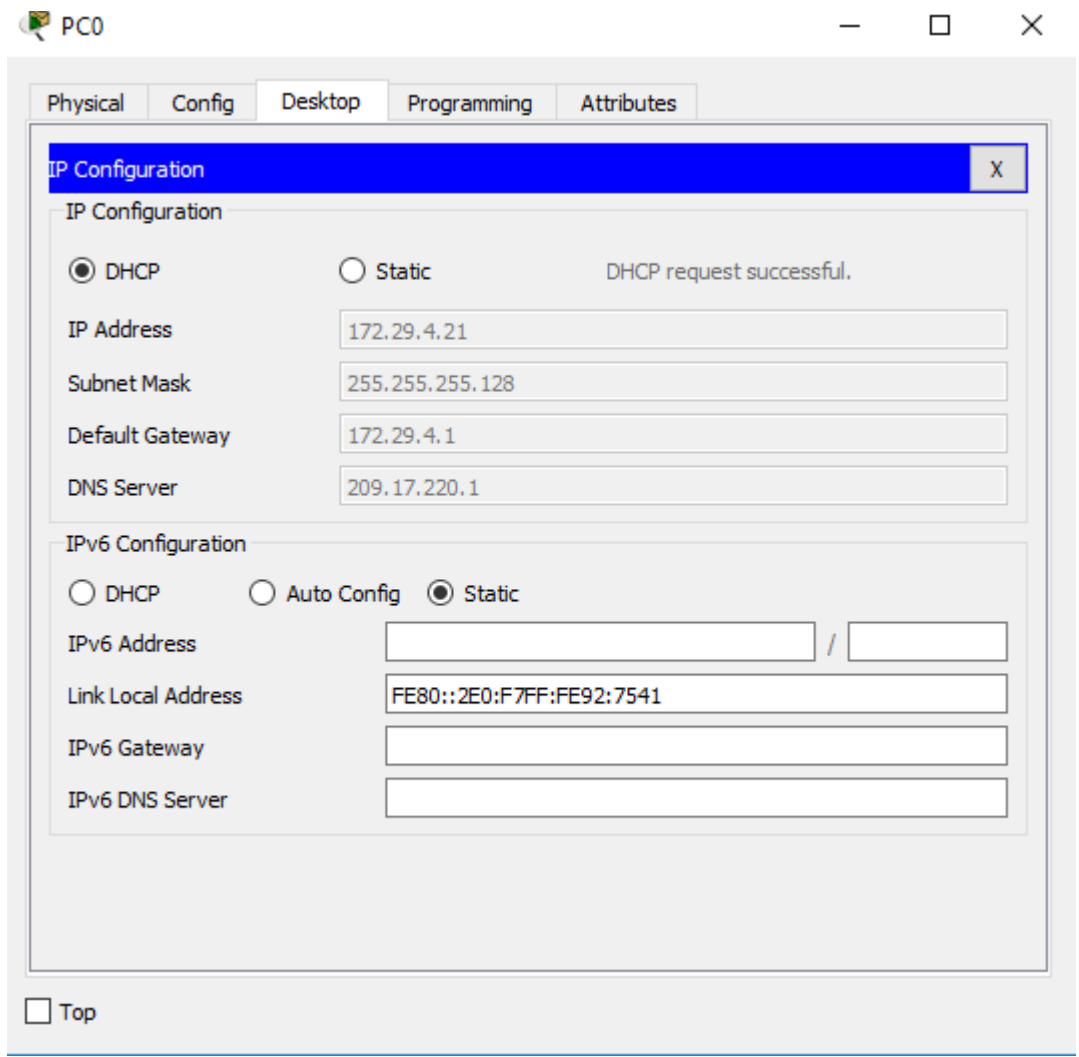 PC0
Physical Config Desktop Programming Attributes
IP Configuration X
IP Configuration
DHCP Static DHCP request successful.
IP Address 172.29.4.21
Subnet Mask 255.255.255.128
Default Gateway 172.29.4.1
DNS Server 209.17.220.1
IPv6 Configuration
DHCP Auto Config Static
IPv6 Address /
Link Local Address FE80::2E0:F7FF:FE92:7541
IPv6 Gateway
IPv6 DNS Server
Top